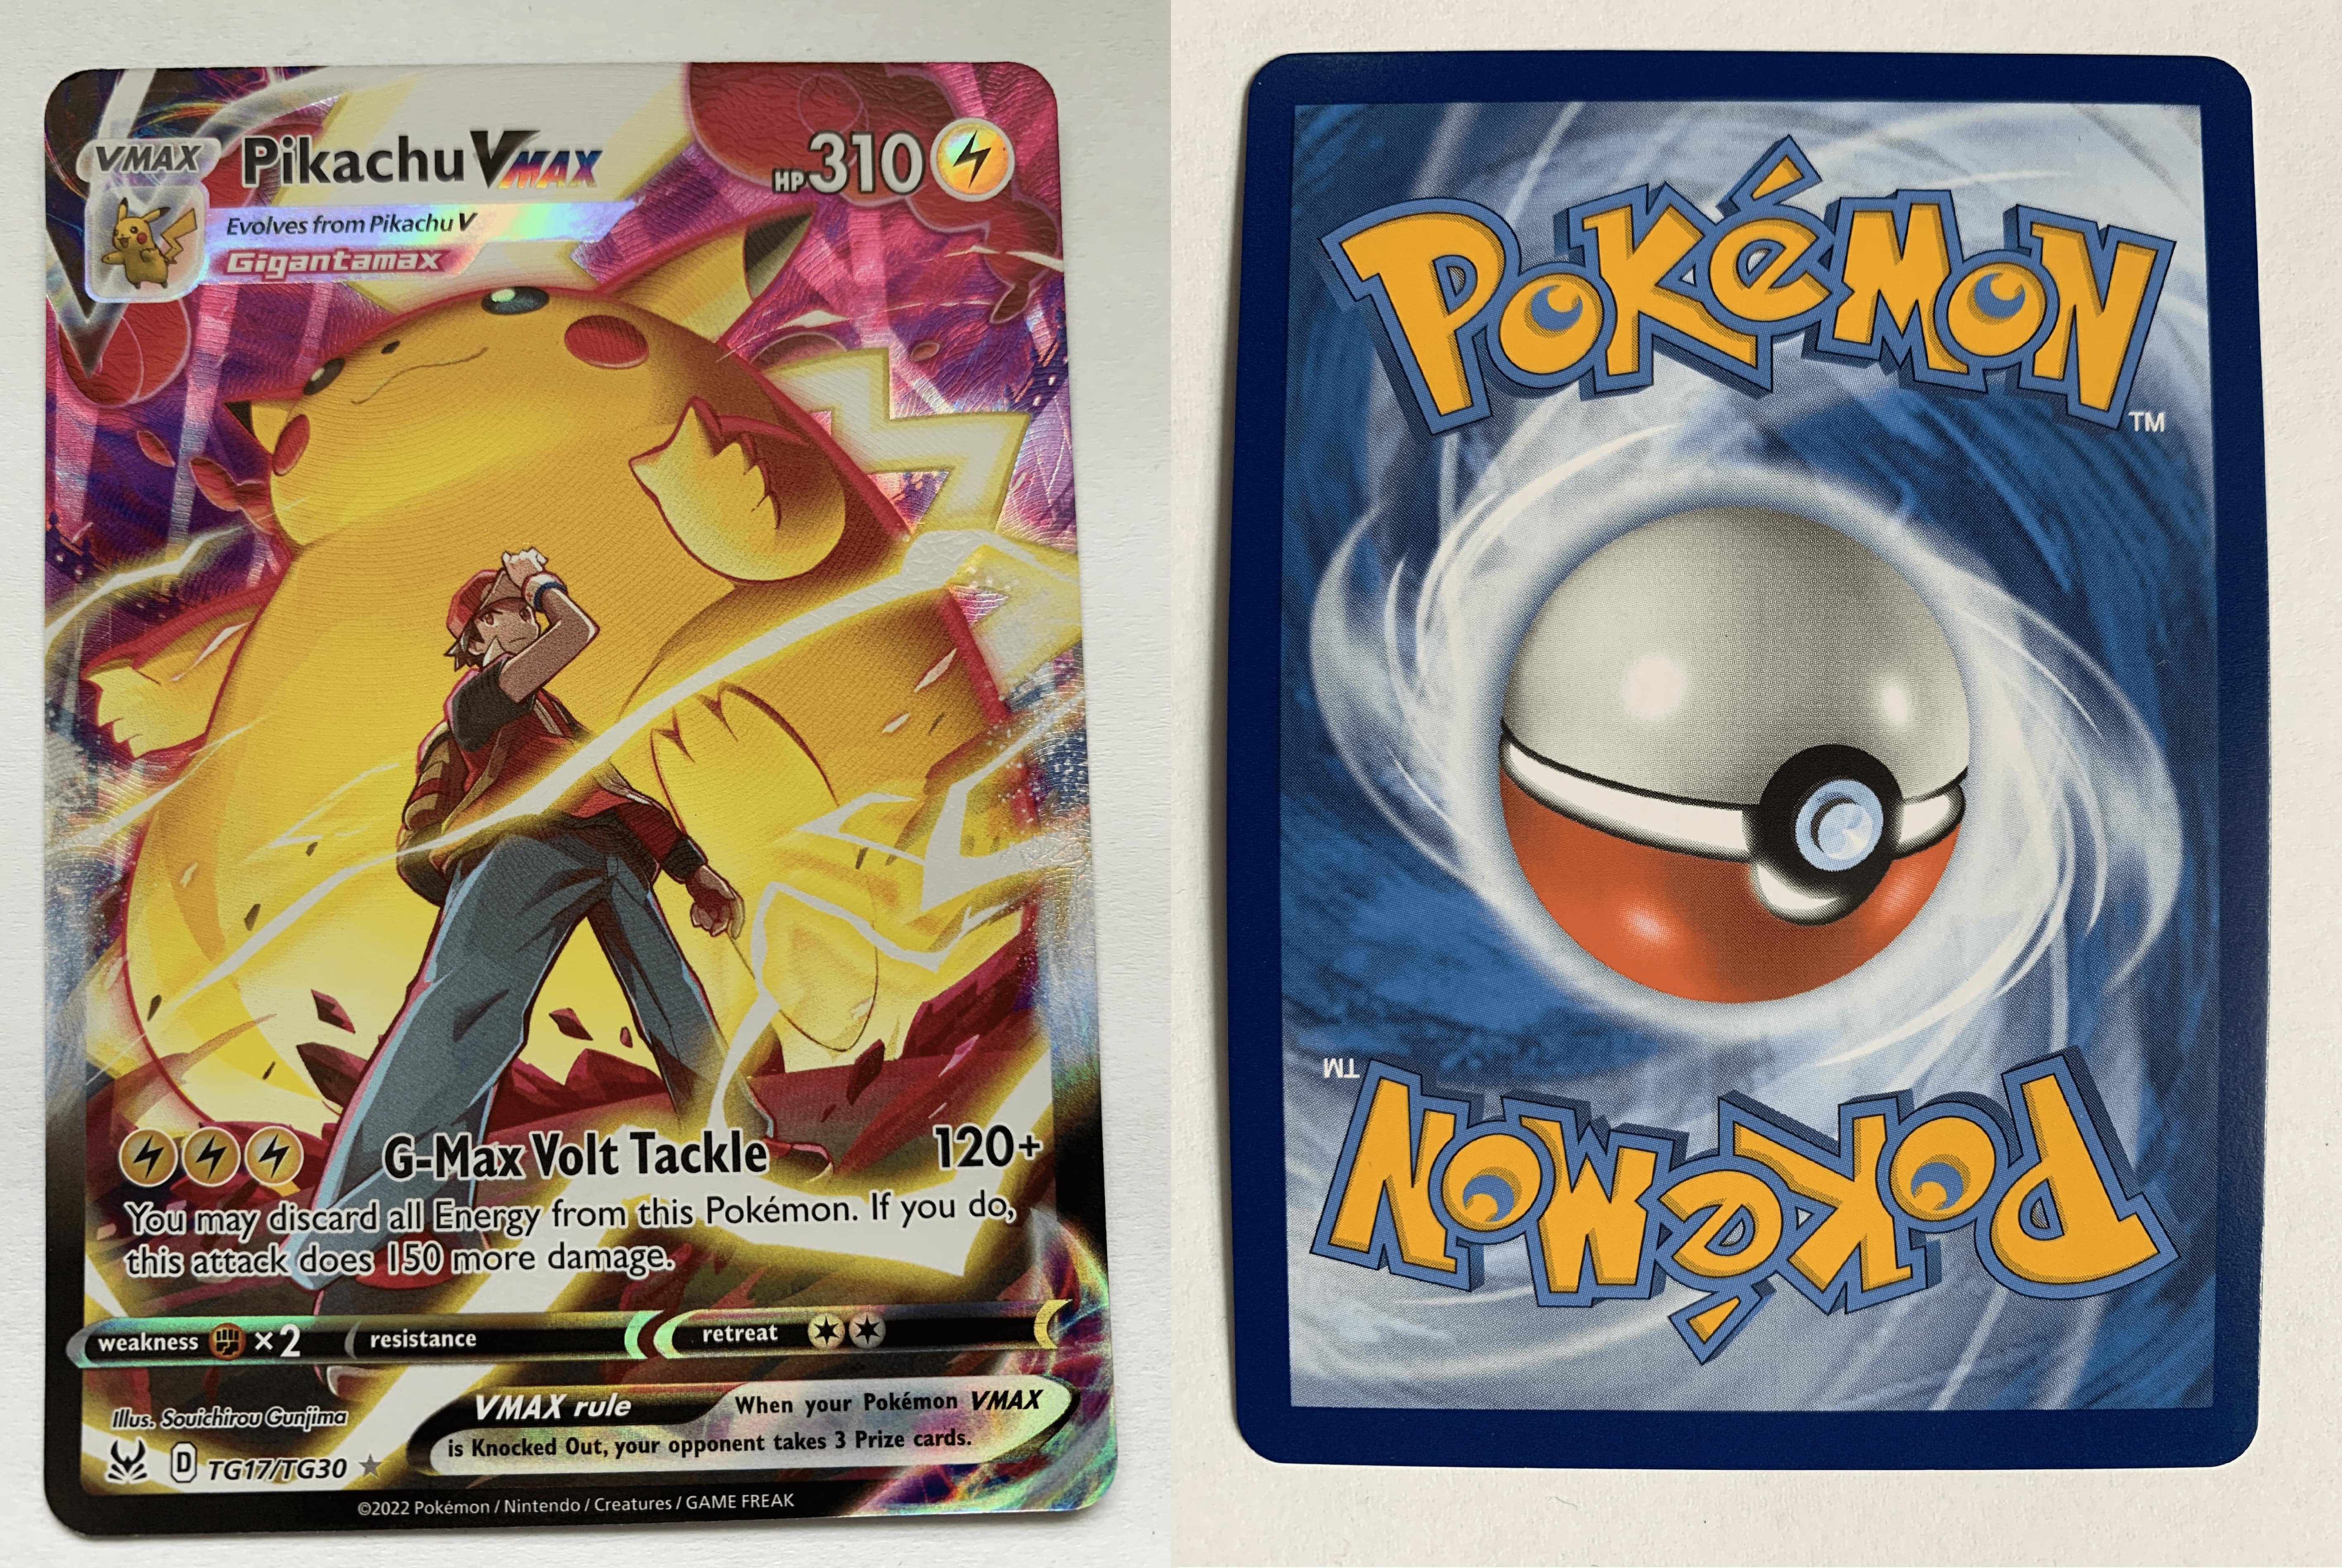 VMAX Pikachu VMAX HP 310
Evolves from Pikachu V
Gigantamax
G-Max Volt Tackle 120+
You may discard all Energy from this Pokémon. If you do,
this attack does 150 more damage.
weakness ×2 resistance retreat
VMAX rule When your Pokémon VMAX
is Knocked Out, your opponent takes 3 Prize cards.
Illus. Souichirou Gunjima
D TG17/TG30
©2022 Pokémon / Nintendo / Creatures / GAME FREAK
Pokémon TM
Pokémon TM